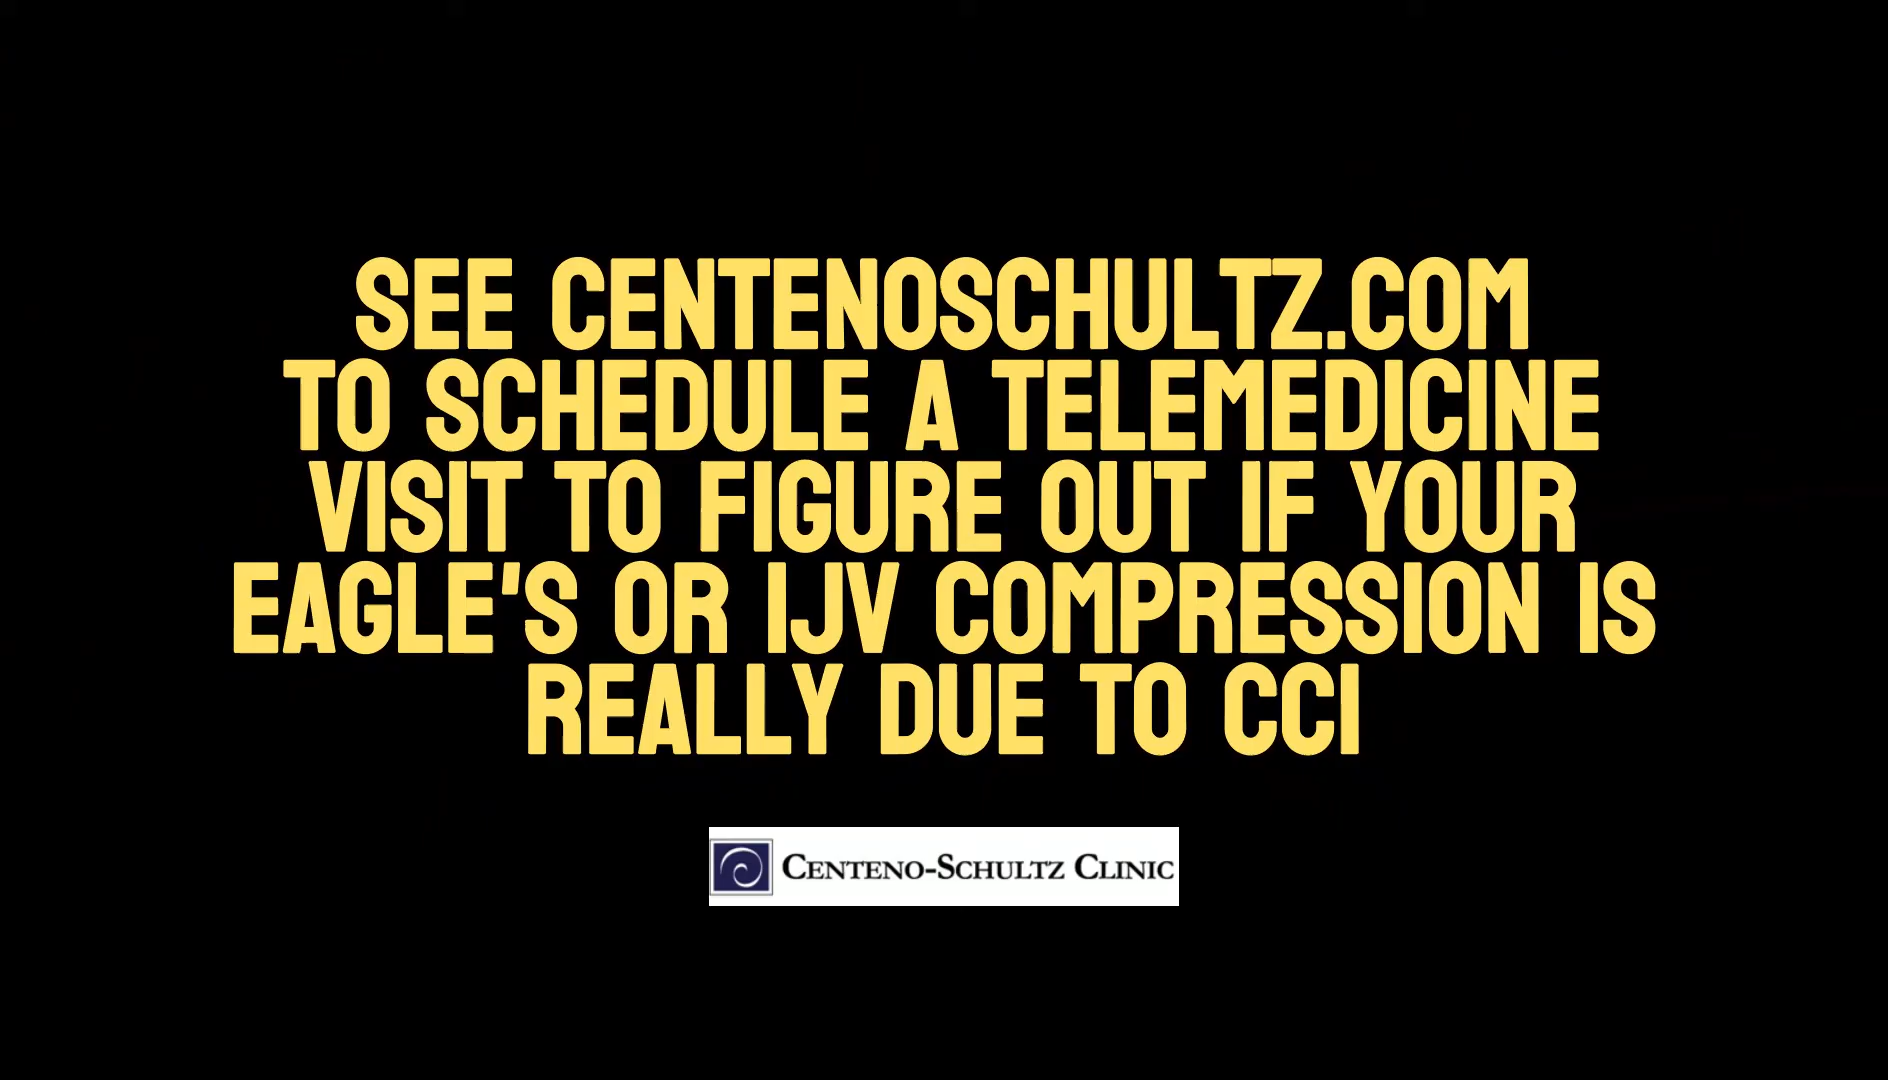 SEE CENTENOSCHULTZ.COM
TO SCHEDULE A TELEMEDICINE
VISIT TO FIGURE OUT IF YOUR
EAGLE'S OR IJV COMPRESSION IS
REALLY DUE TO CCI
CENTENO-SCHULTZ CLINIC